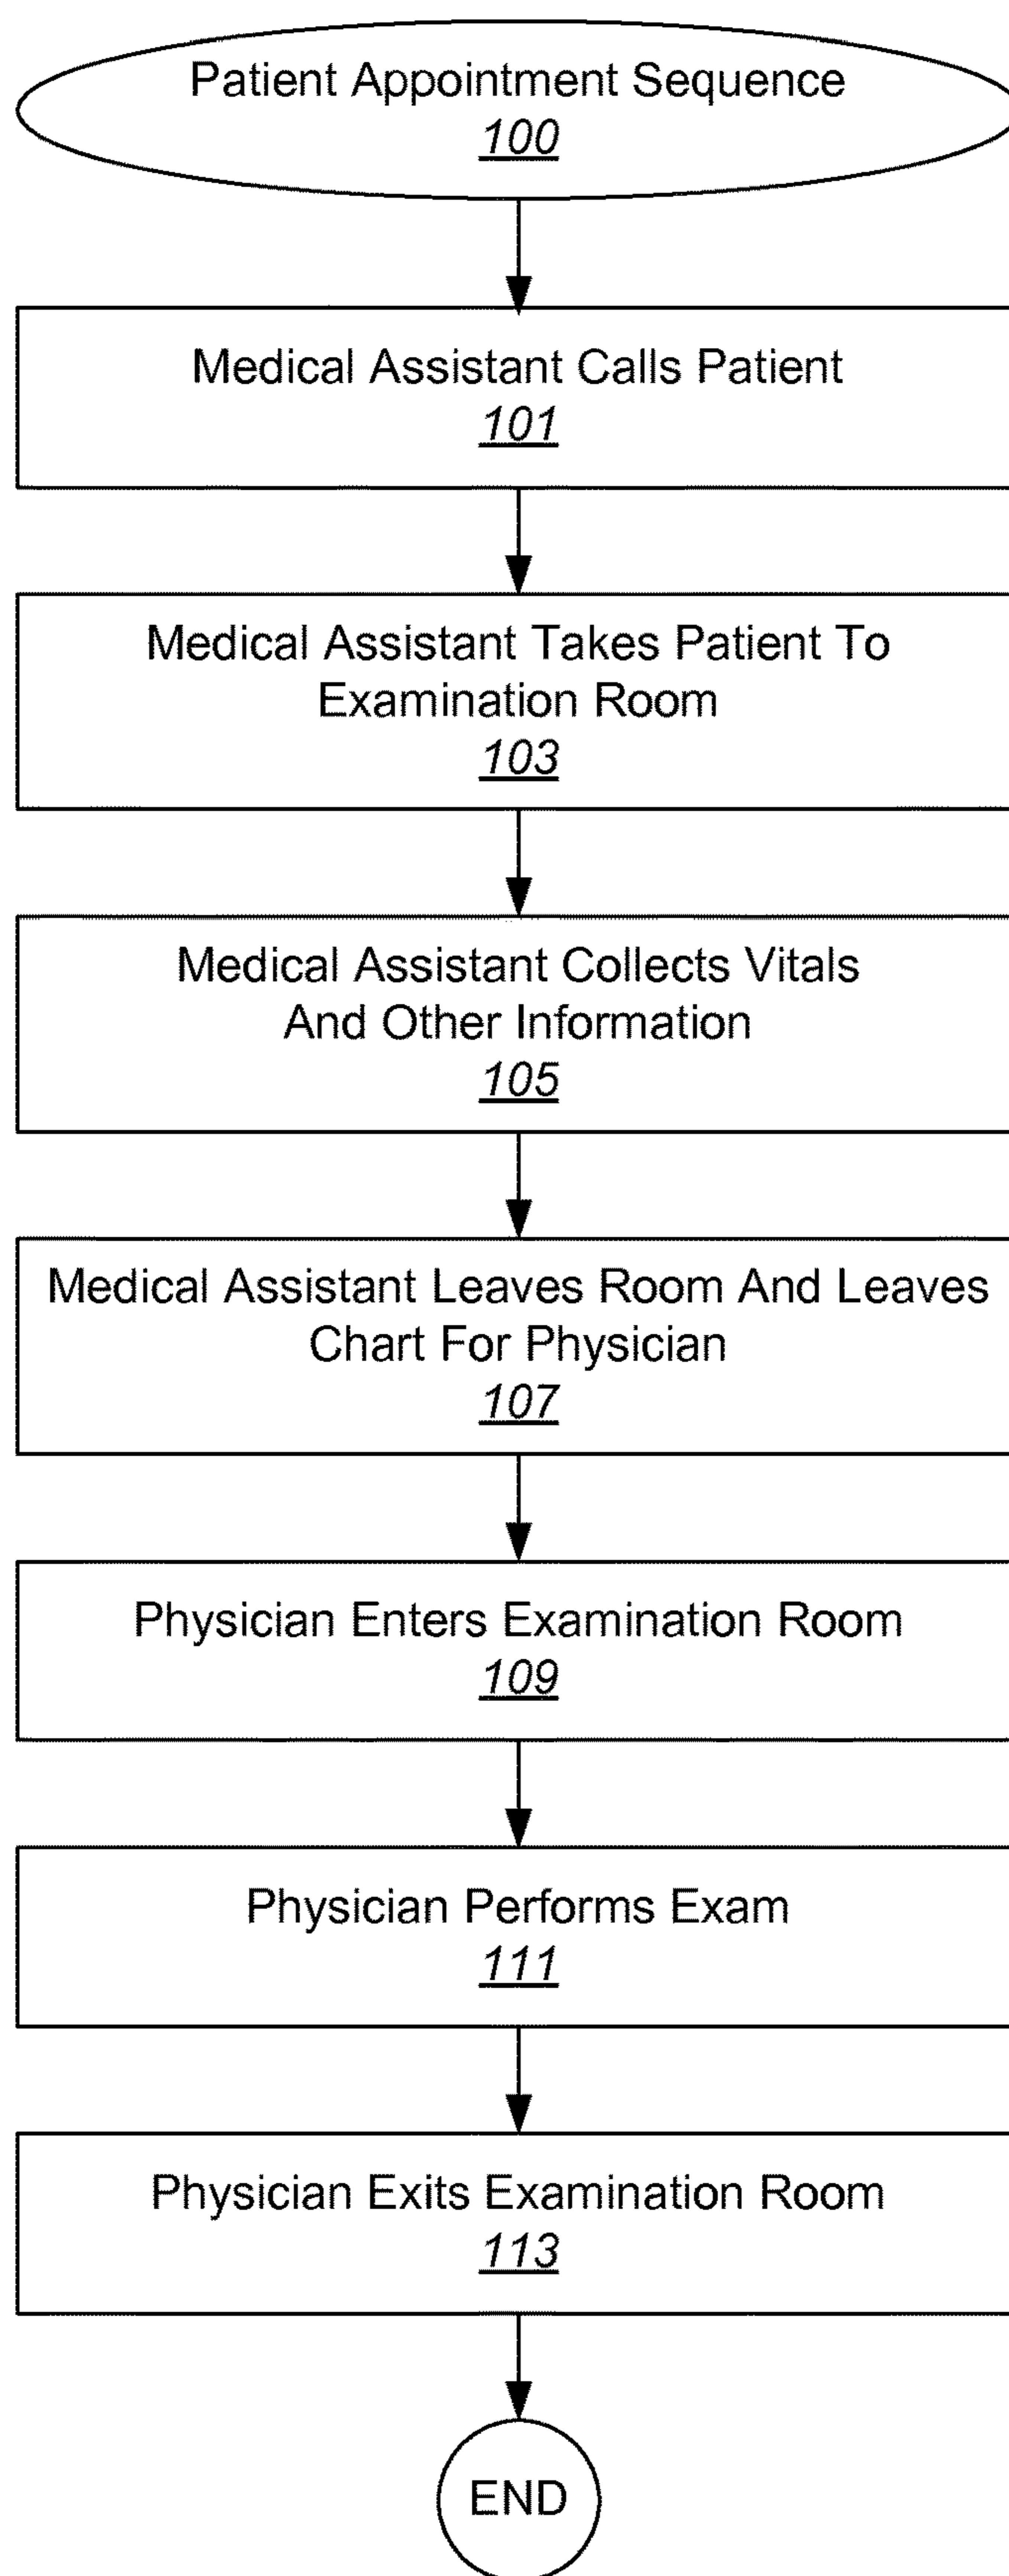 Patient Appointment Sequence
100
Medical Assistant Calls Patient
101
Medical Assistant Takes Patient To
Examination Room
103
Medical Assistant Collects Vitals
And Other Information
105
Medical Assistant Leaves Room And Leaves
Chart For Physician
107
Physician Enters Examination Room
109
Physician Performs Exam
111
Physician Exits Examination Room
113
END